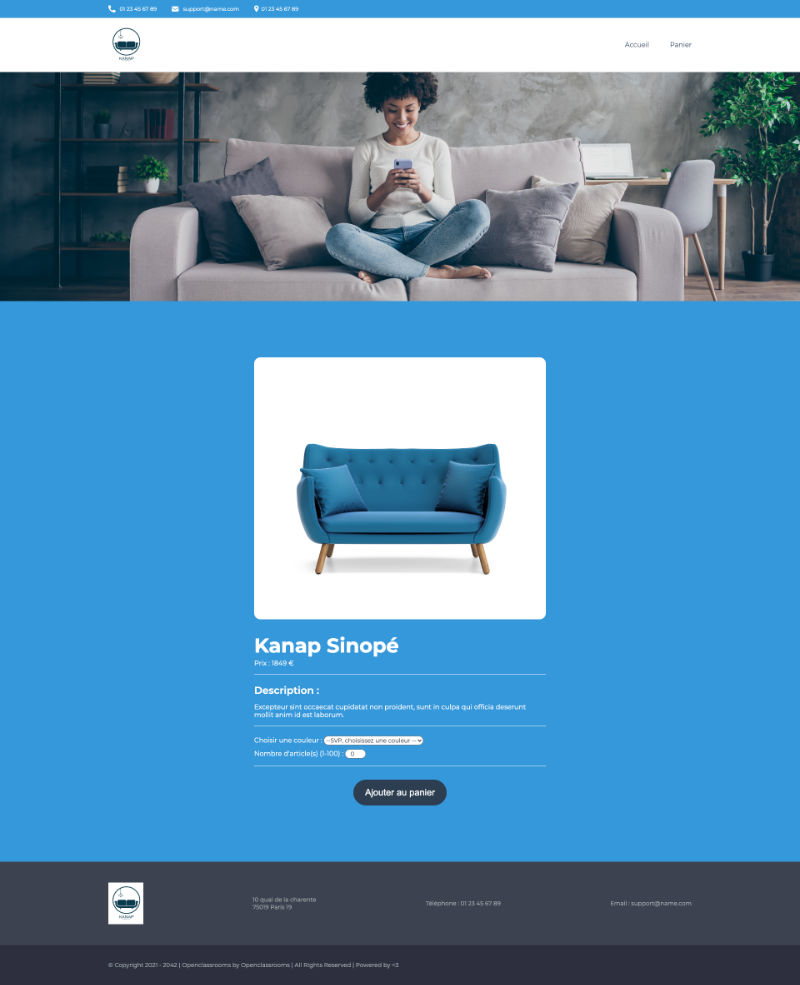 01 23 45 67 89 support@name.com 01 23 45 67 89
KANAP
Accueil Panier
Kanap Sinopé
Prix : 1849 €
Description :
Excepteur sint occaecat cupidatat non proident, sunt in culpa qui officia deserunt
mollit anim id est laborum.
Choisir une couleur : --SVP, choisissez une couleur --
Nombre d'article(s) (1-100) : 0
Ajouter au panier
KANAP
10 quai de la charente
75019 Paris 19
Téléphone : 01 23 45 67 89
Email : support@name.com
© Copyright 2021 - 2042 | Openclassrooms by Openclassrooms | All Rights Reserved | Powered by <3